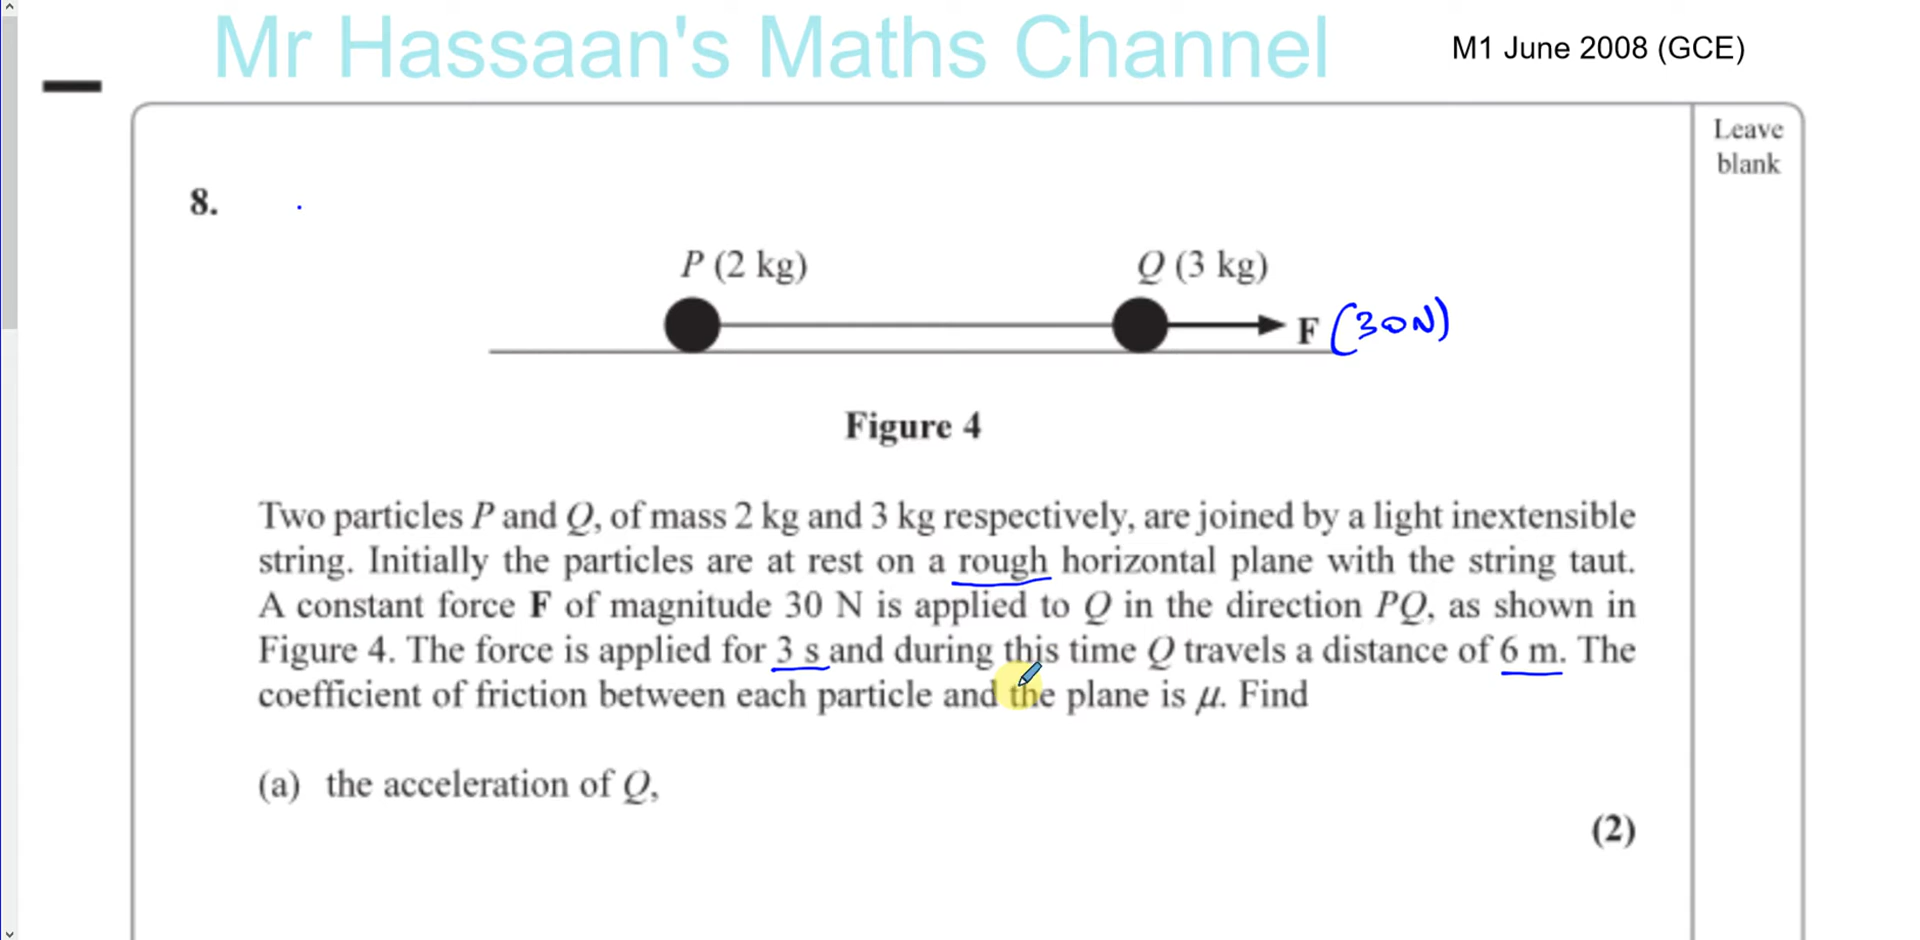 Mr Hassaan's Maths Channel
M1 June 2008 (GCE)
Leave
blank
8.
P (2 kg)
Q (3 kg)
F (30N)
Figure 4
Two particles P and Q, of mass 2 kg and 3 kg respectively, are joined by a light inextensible
string. Initially the particles are at rest on a rough horizontal plane with the string taut.
A constant force F of magnitude 30 N is applied to Q in the direction PQ, as shown in
Figure 4. The force is applied for 3 s and during this time Q travels a distance of 6 m. The
coefficient of friction between each particle and the plane is μ. Find
(a) the acceleration of Q,
(2)